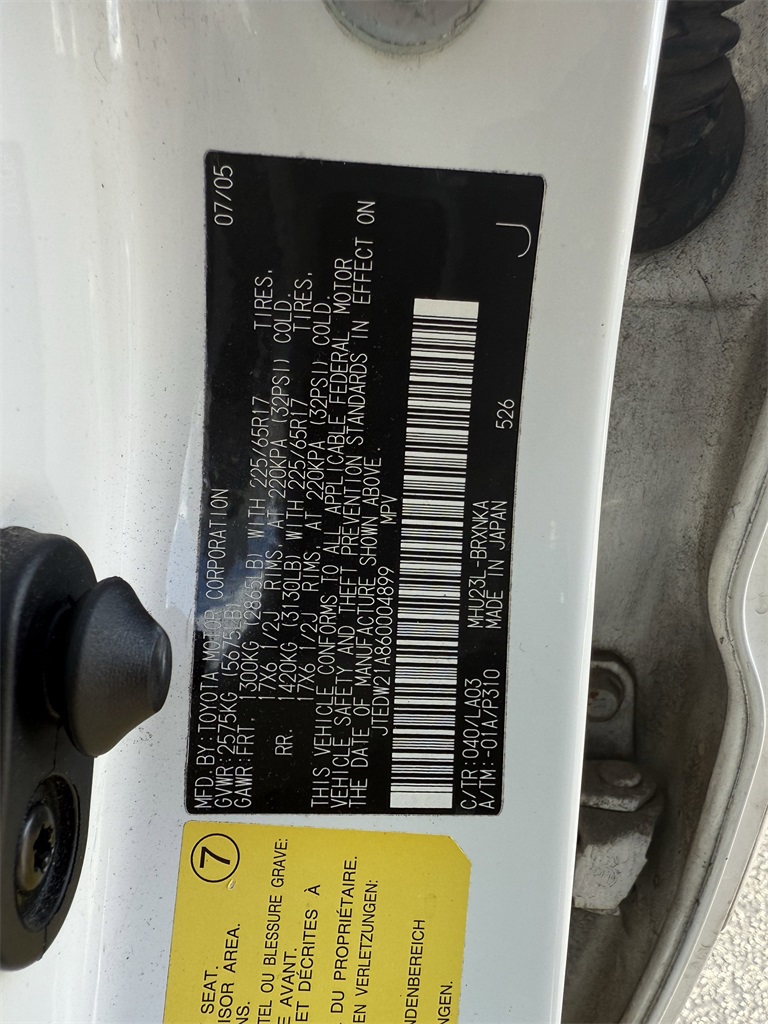 MFD.BY:TOYOTA MOTOR CORPORATION 07/05
GVWR:2575KG (5675LB)
GAWR:FRT. 1300KG (2865LB) WITH 225/65R17 TIRES,
17X6 1/2J RIMS, AT 220KPA (32PSI) COLD.
RR. 1420KG (3130LB) WITH 225/65R17 TIRES,
17X6 1/2J RIMS, AT 220KPA (32PSI) COLD.
THIS VEHICLE CONFORMS TO ALL APPLICABLE FEDERAL MOTOR
VEHICLE SAFETY AND THEFT PREVENTION STANDARDS IN EFFECT ON
THE DATE OF MANUFACTURE SHOWN ABOVE.
JTEDW21A860004899 MPV
C/TR:040/LA03 MHU23L-BRXNKA
A/TM:-01A/P310 MADE IN JAPAN 526 J
7
SEAT.
ISOR AREA.
NS.
TEL OU BLESSURE GRAVE:
E AVANT.
ET DÉCRITES À
DU PROPRIÉTAIRE.
EN VERLETZUNGEN:
NDENBEREICH
NGEN.